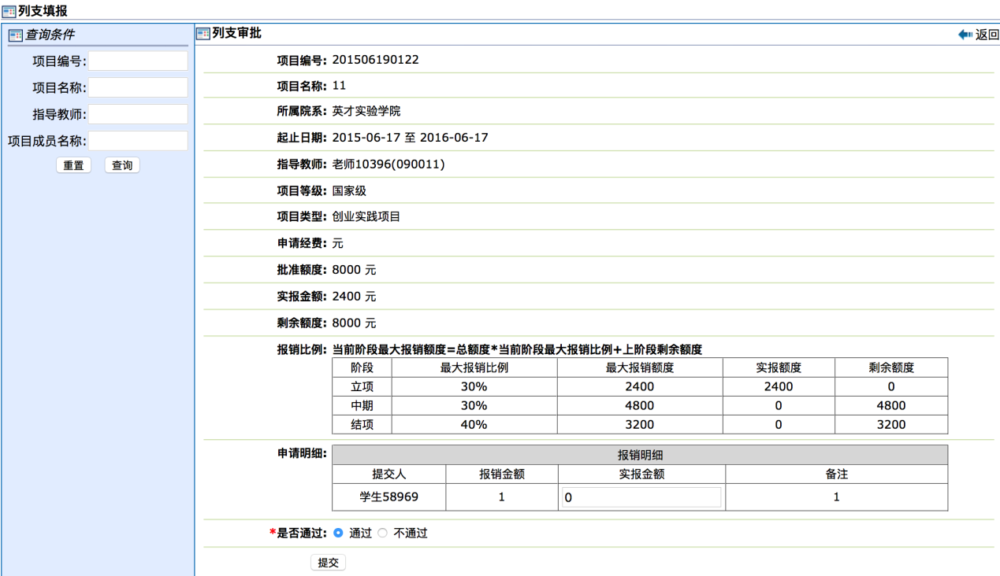 列支填报
查询条件
项目编号:
项目名称:
指导教师:
项目成员名称:
重置 查询
列支审批 返回
项目编号: 201506190122
项目名称: 11
所属院系: 英才实验学院
起止日期: 2015-06-17 至 2016-06-17
指导教师: 老师10396(090011)
项目等级: 国家级
项目类型: 创业实践项目
申请经费: 元
批准额度: 8000 元
实报金额: 2400 元
剩余额度: 8000 元
报销比例: 当前阶段最大报销额度=总额度*当前阶段最大报销比例+上阶段剩余额度
阶段 最大报销比例 最大报销额度 实报额度 剩余额度
立项 30% 2400 2400 0
中期 30% 4800 0 4800
结项 40% 3200 0 3200
申请明细: 报销明细
提交人 报销金额 实报金额 备注
学生58969 1 0 1
*是否通过: 通过 不通过
提交